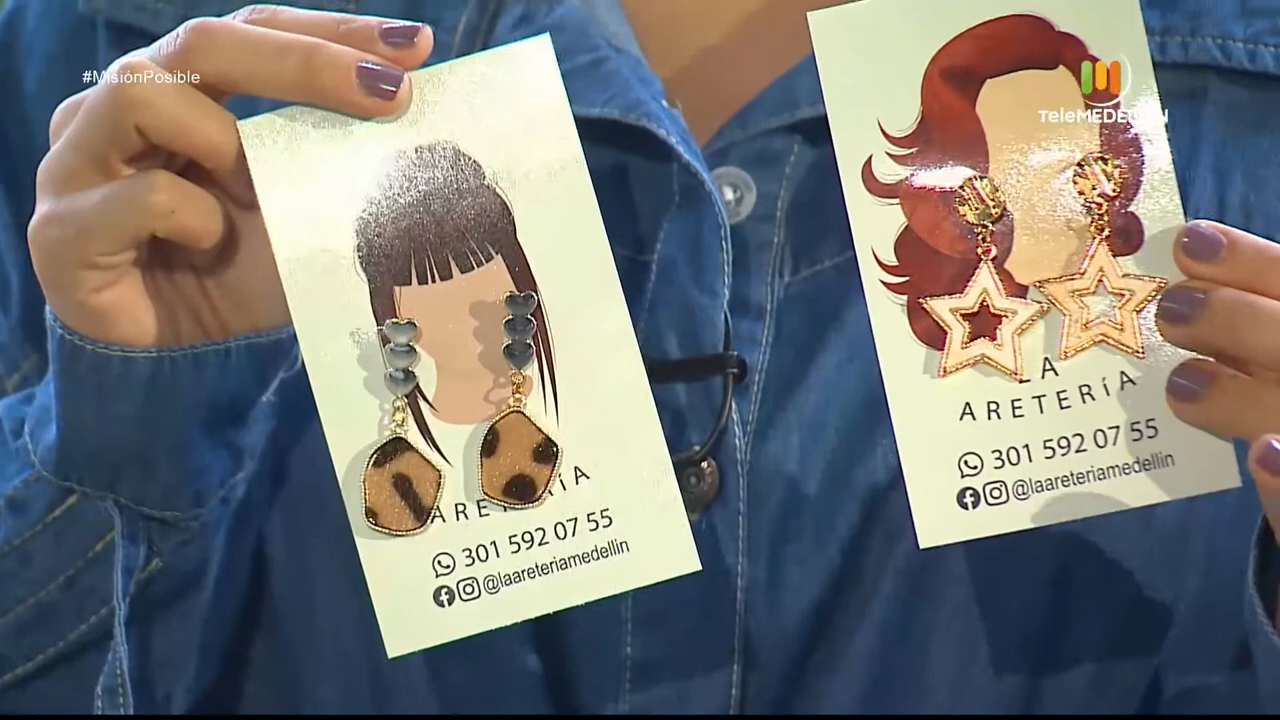 #MisiónPosible
TeleMEDELLÍN
ARETERÍA
301 592 07 55
@laareteriamedellin
LA
ARETERíA
301 592 07 55
@laareteriamedellin